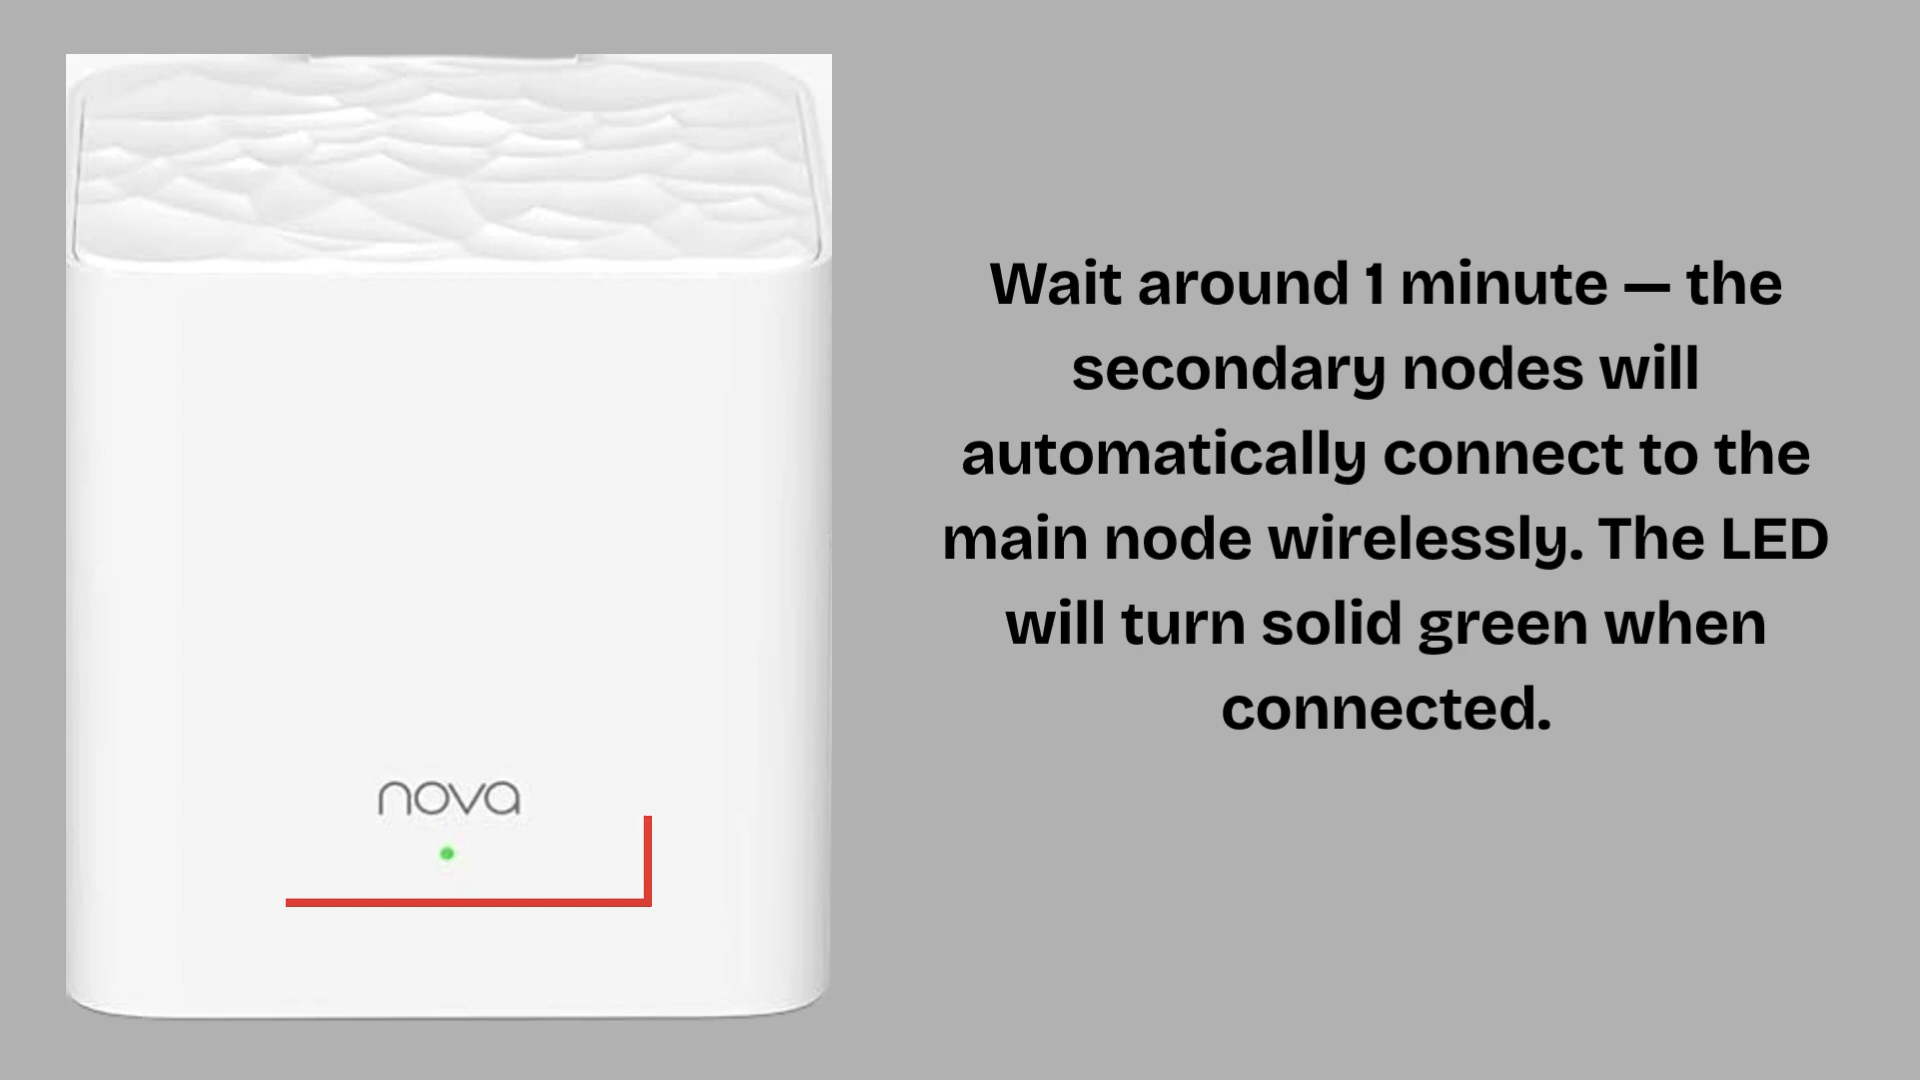 Wait around 1 minute — the
secondary nodes will
automatically connect to the
main node wirelessly. The LED
will turn solid green when
connected.
nova